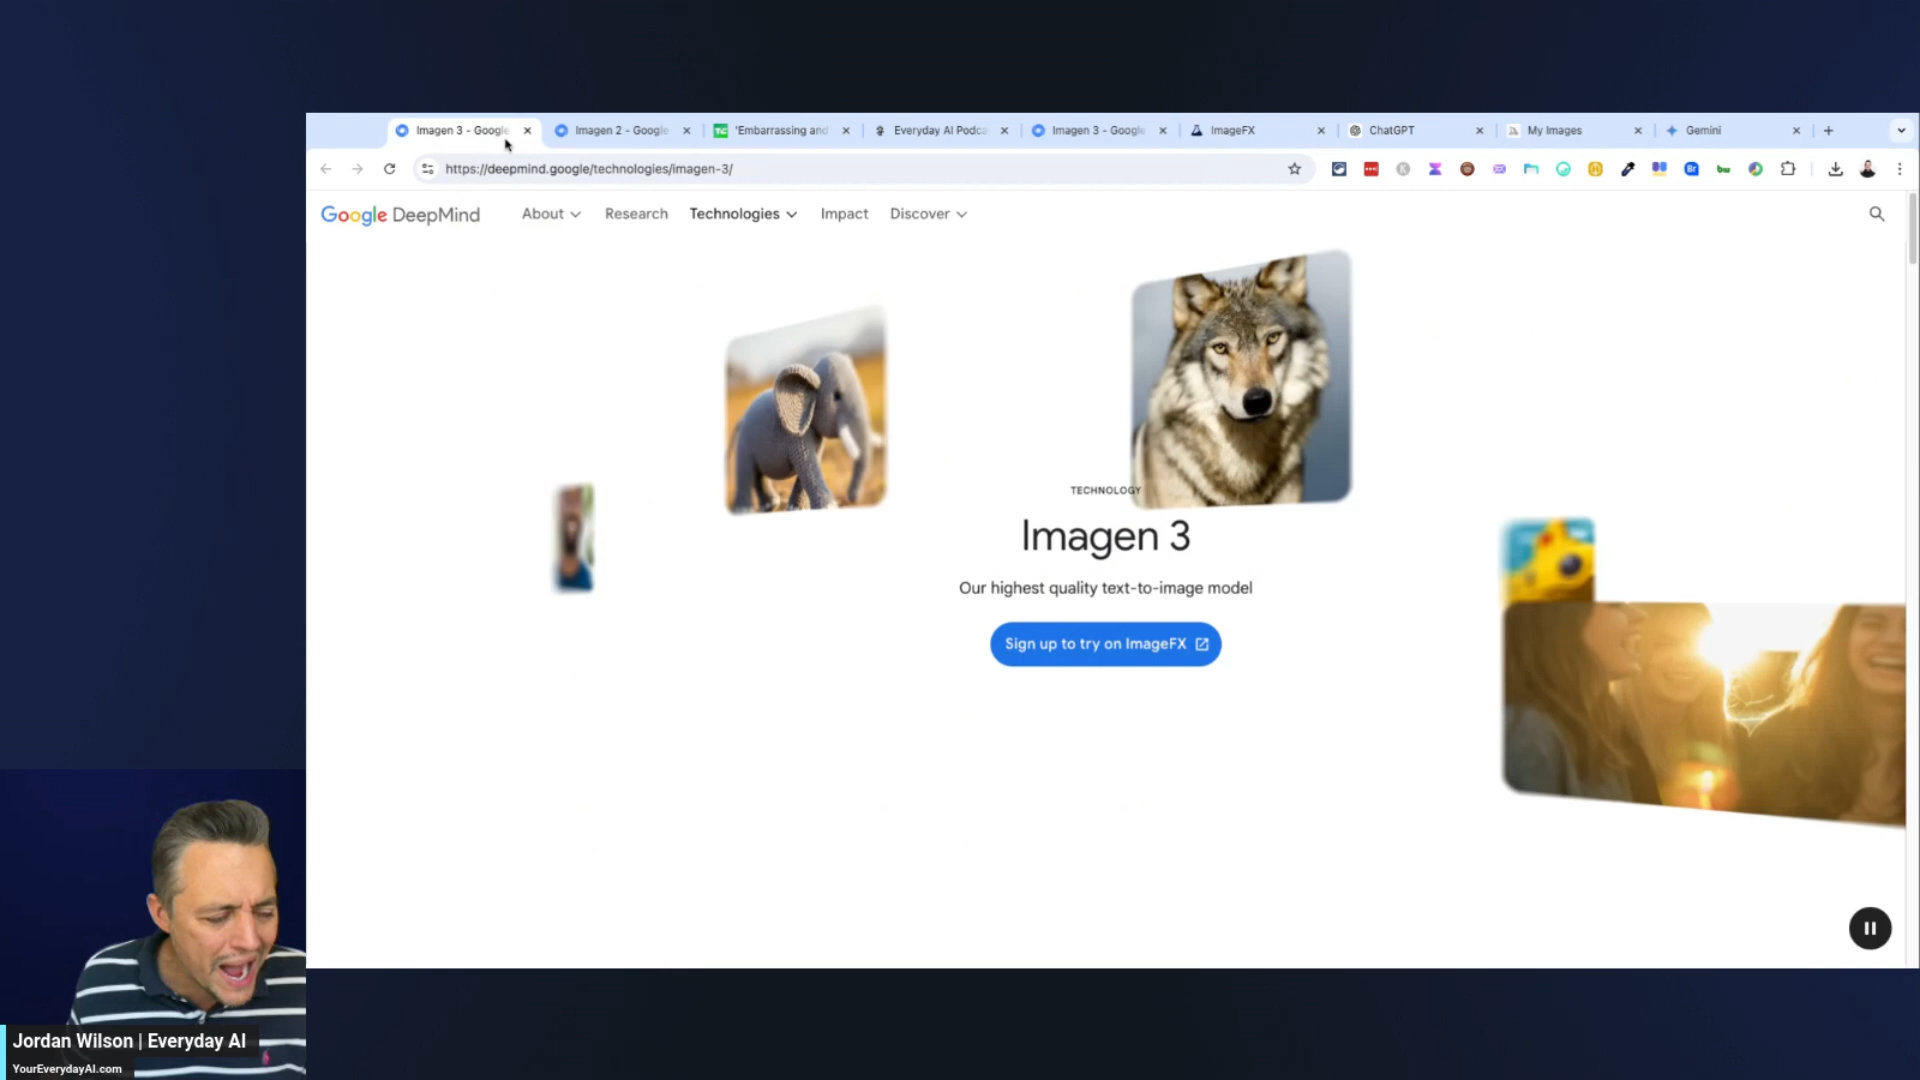 Imagen 3 - Google
Imagen 2 - Google
'Embarrassing and
Everyday AI Podca
Imagen 3 - Google
ImageFX
ChatGPT
My Images
Gemini
https://deepmind.google/technologies/imagen-3/
Google DeepMind
About
Research
Technologies
Impact
Discover
TECHNOLOGY
Imagen 3
Our highest quality text-to-image model
Sign up to try on ImageFX
Jordan Wilson | Everyday AI
YourEverydayAI.com